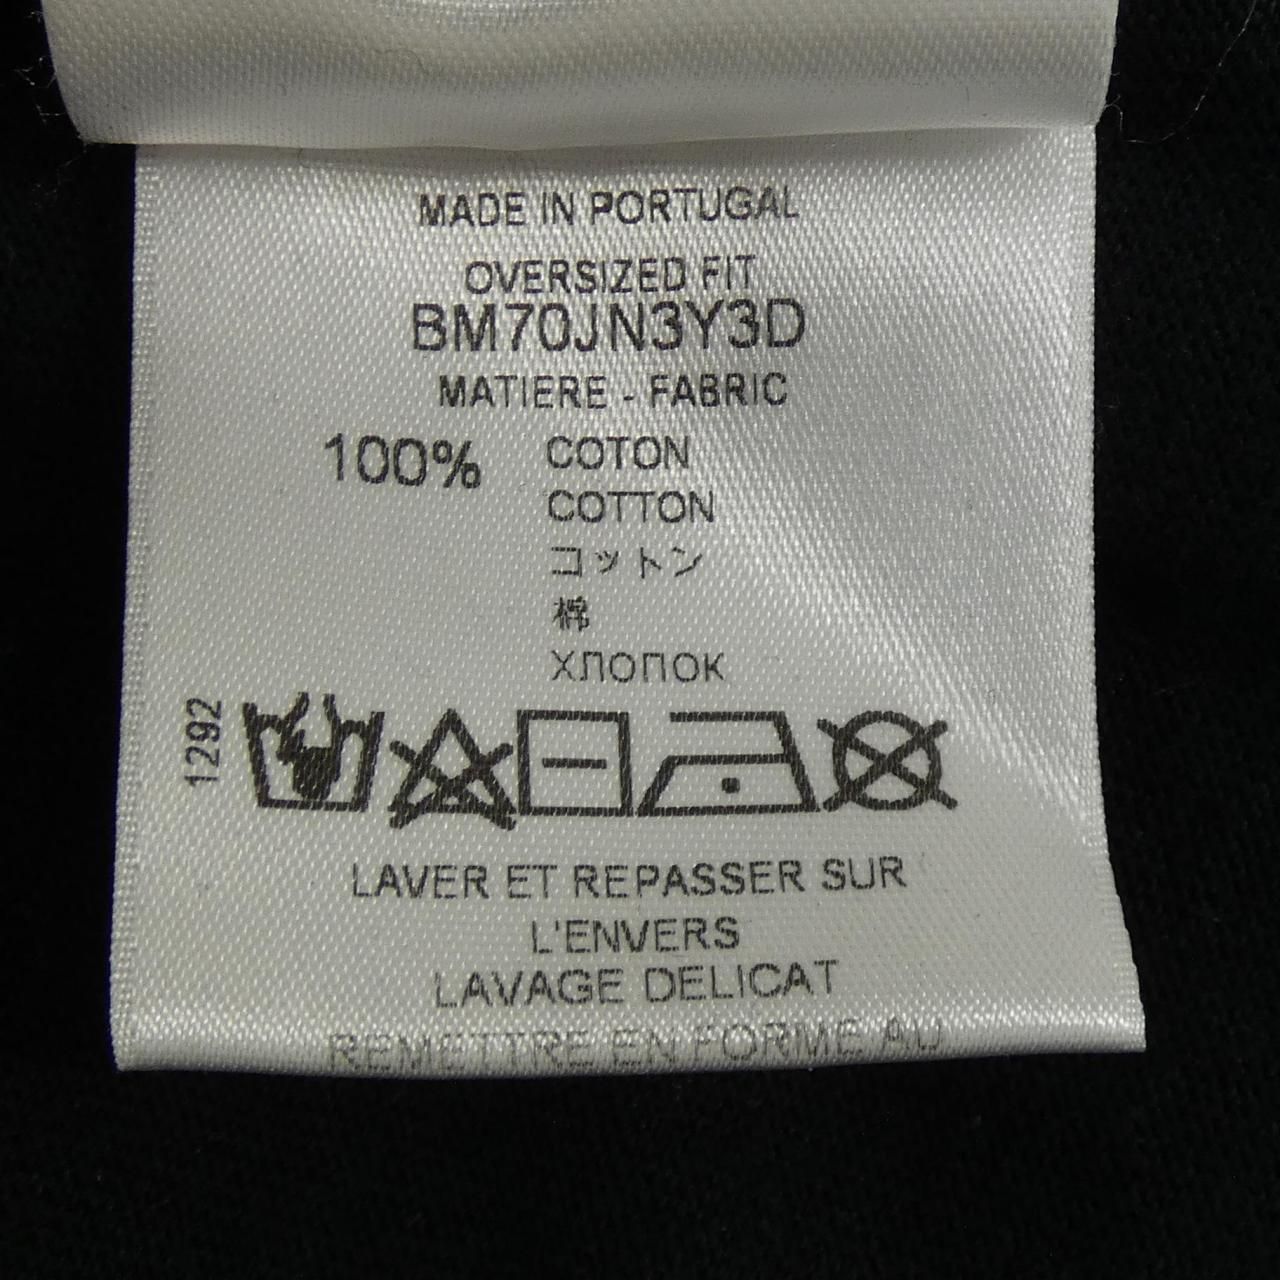 MADE IN PORTUGAL
OVERSIZED FIT
BM70JN3Y3D
MATIERE - FABRIC
100% COTON
COTTON
コットン
棉
ХЛОПОК
1292
LAVER ET REPASSER SUR
L'ENVERS
LAVAGE DELICAT
REMETTRE EN FORME AU